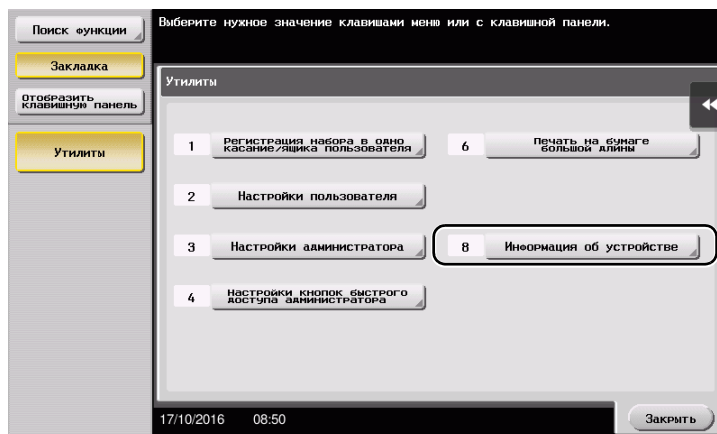 Поиск функции
Выберите нужное значение клавишами меню или с клавишной панели.
Закладка
Отобразить
клавишную панель
Утилиты
Утилиты
1 Регистрация набора в одно
касание/ящика пользователя
6 Печать на бумаге
большой длины
2 Настройки пользователя
3 Настройки администратора
8 Информация об устройстве
4 Настройки кнопок быстрого
доступа администратора
17/10/2016 08:50
Закрыть